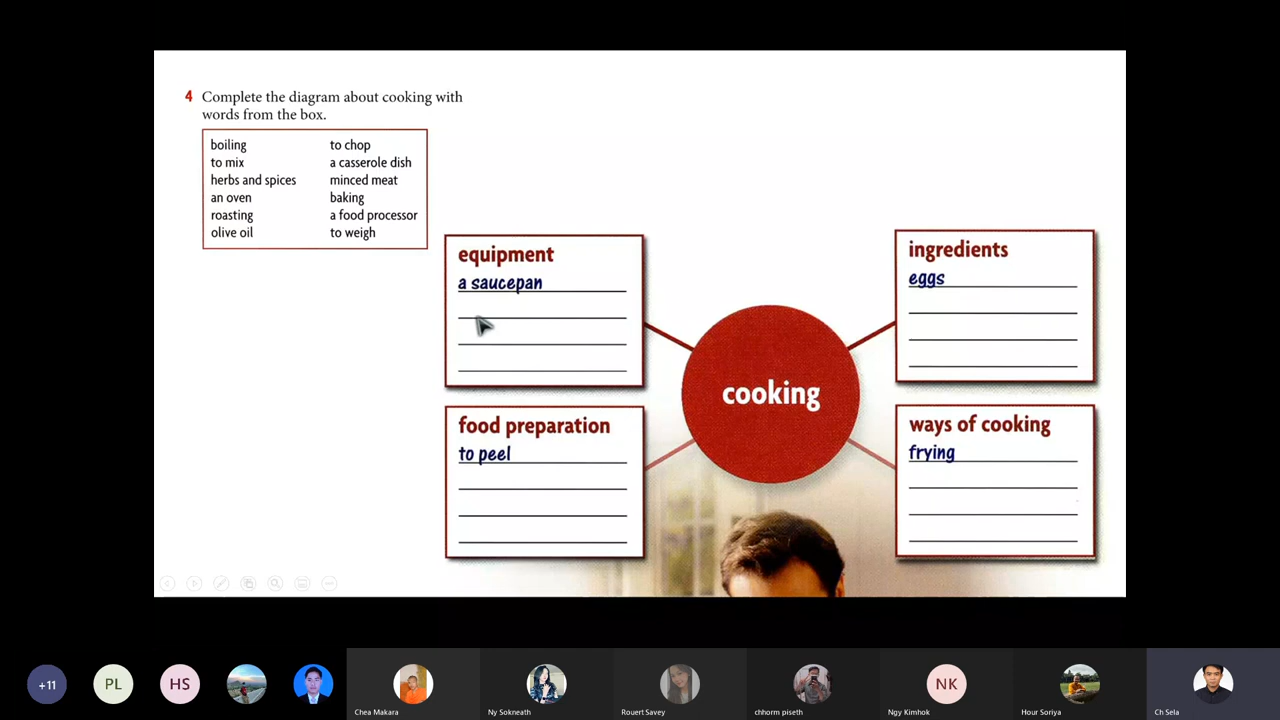 4 Complete the diagram about cooking with
words from the box.
boiling
to mix
herbs and spices
an oven
roasting
olive oil
to chop
a casserole dish
minced meat
baking
a food processor
to weigh
equipment
a saucepan
ingredients
eggs
cooking
food preparation
to peel
ways of cooking
frying
+11
PL
HS
Chea Makara
Ny Sokneath
Rouert Savey
chhorm piseth
NK
Ngy Kimhok
Hour Soriya
Ch Sela